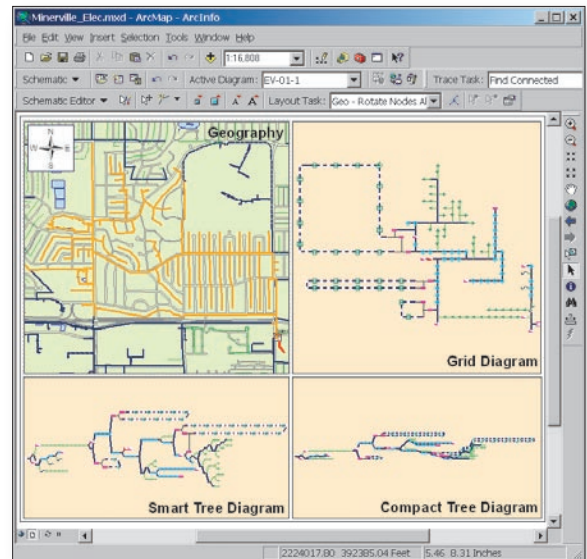 Minerville_Elec.mxd - ArcMap - ArcInfo
File Edit View Insert Selection Tools Window Help
1:16,808
Schematic Active Diagram: EV-01-1 Trace Task: Find Connected
Schematic Editor Layout Task: Geo - Rotate Nodes Al
Geography
N
W E
S
Grid Diagram
Smart Tree Diagram
Compact Tree Diagram
2224017.80 392385.04 Feet 5.46 8.31 Inches